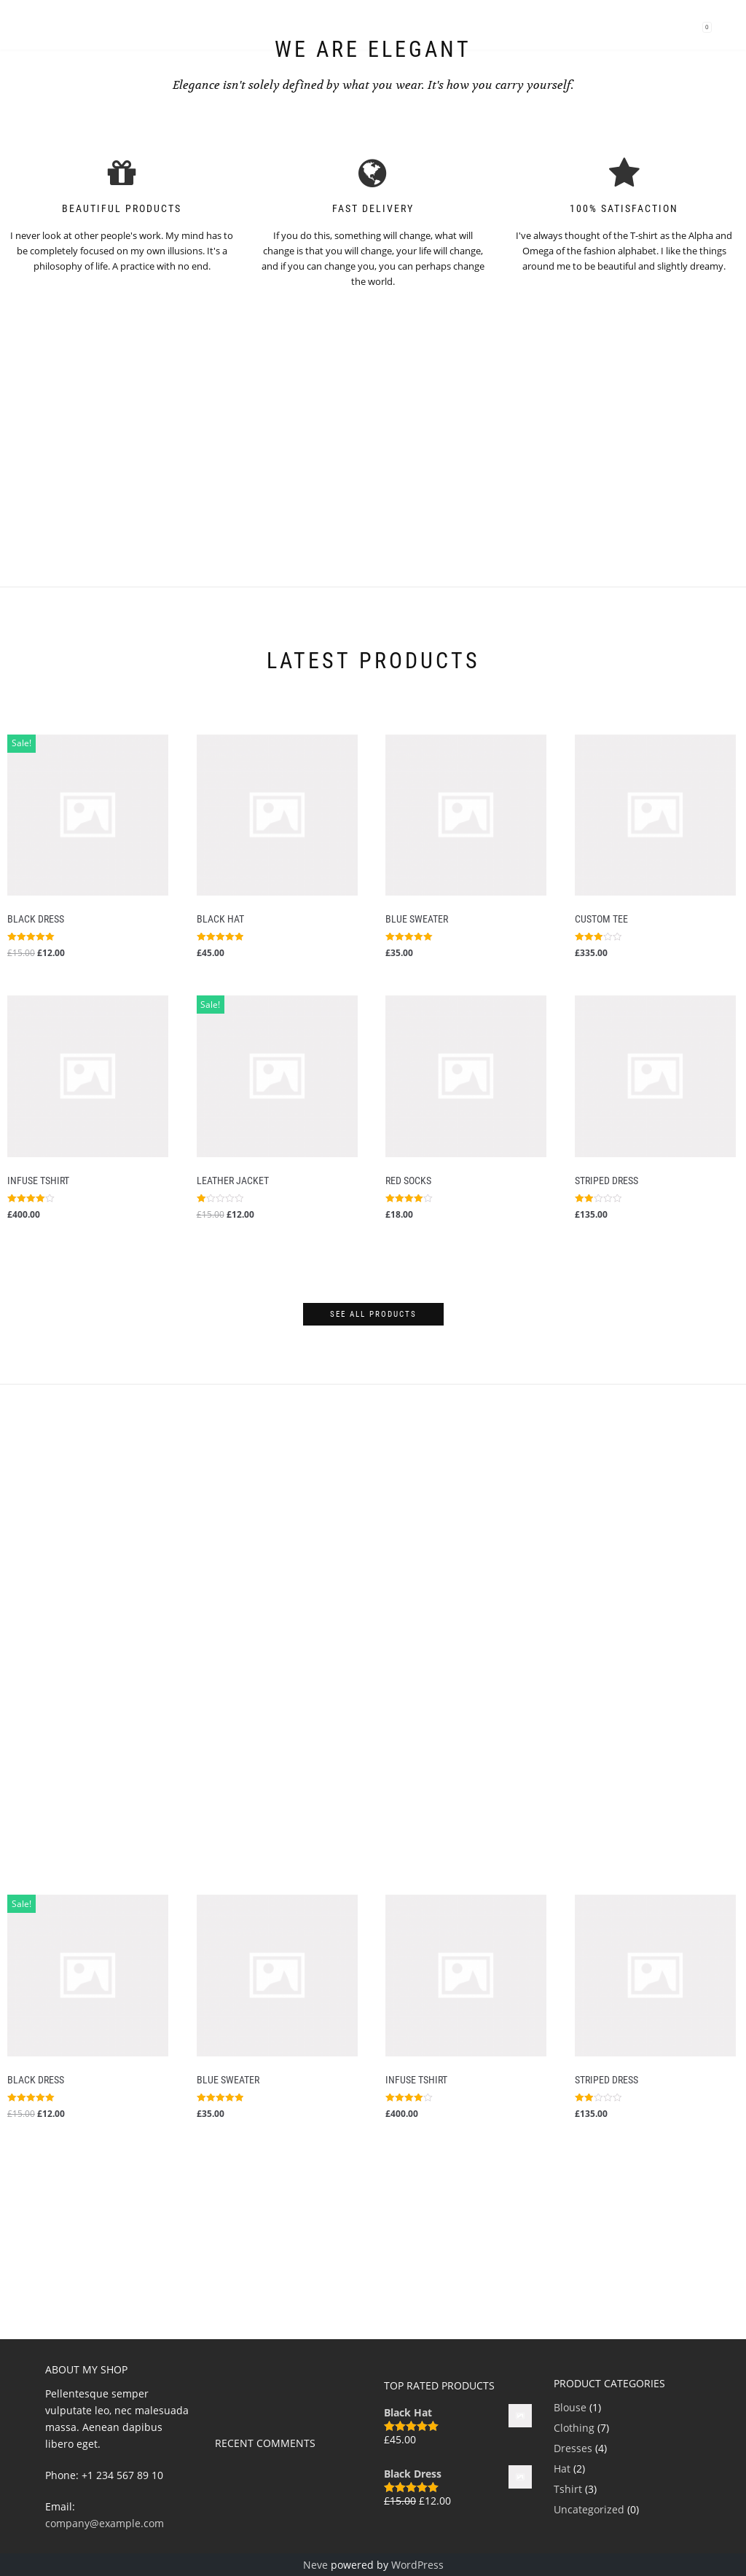 0
WE ARE ELEGANT
Elegance isn't solely defined by what you wear. It's how you carry yourself.
BEAUTIFUL PRODUCTS
I never look at other people's work. My mind has to
be completely focused on my own illusions. It's a
philosophy of life. A practice with no end.
FAST DELIVERY
If you do this, something will change, what will
change is that you will change, your life will change,
and if you can change you, you can perhaps change
the world.
100% SATISFACTION
I've always thought of the T-shirt as the Alpha and
Omega of the fashion alphabet. I like the things
around me to be beautiful and slightly dreamy.
LATEST PRODUCTS
Sale!
BLACK DRESS
£15.00 £12.00
BLACK HAT
£45.00
BLUE SWEATER
£35.00
CUSTOM TEE
£335.00
INFUSE TSHIRT
£400.00
Sale!
LEATHER JACKET
£15.00 £12.00
RED SOCKS
£18.00
STRIPED DRESS
£135.00
SEE ALL PRODUCTS
Sale!
BLACK DRESS
£15.00 £12.00
BLUE SWEATER
£35.00
INFUSE TSHIRT
£400.00
STRIPED DRESS
£135.00
ABOUT MY SHOP
Pellentesque semper
vulputate leo, nec malesuada
massa. Aenean dapibus
libero eget.
Phone: +1 234 567 89 10
Email:
company@example.com
RECENT COMMENTS
TOP RATED PRODUCTS
Black Hat
£45.00
Black Dress
£15.00 £12.00
PRODUCT CATEGORIES
Blouse (1)
Clothing (7)
Dresses (4)
Hat (2)
Tshirt (3)
Uncategorized (0)
Neve powered by WordPress